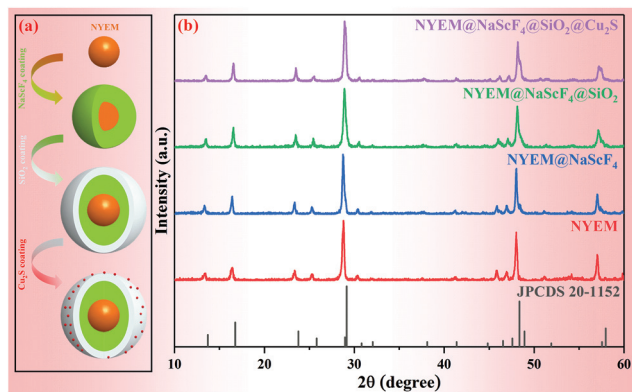 (a)
NYEM
NaScF₄ coating
SiO₂ coating
Cu₂S coating
(b)
NYEM@NaScF₄@SiO₂@Cu₂S
NYEM@NaScF₄@SiO₂
NYEM@NaScF₄
NYEM
JPCDS 20-1152
Intensity (a.u.)
10 20 30 40 50 60
2θ (degree)